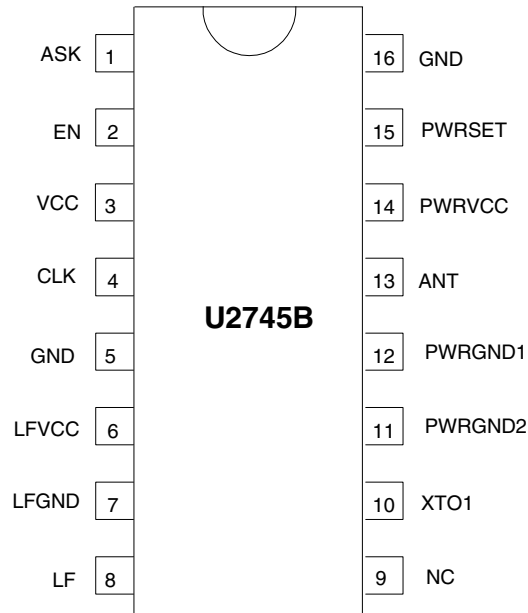 ASK 1 16 GND
EN 2 15 PWRSET
VCC 3 14 PWRVCC
CLK 4 13 ANT
U2745B
GND 5 12 PWRGND1
LFVCC 6 11 PWRGND2
LFGND 7 10 XTO1
LF 8 9 NC